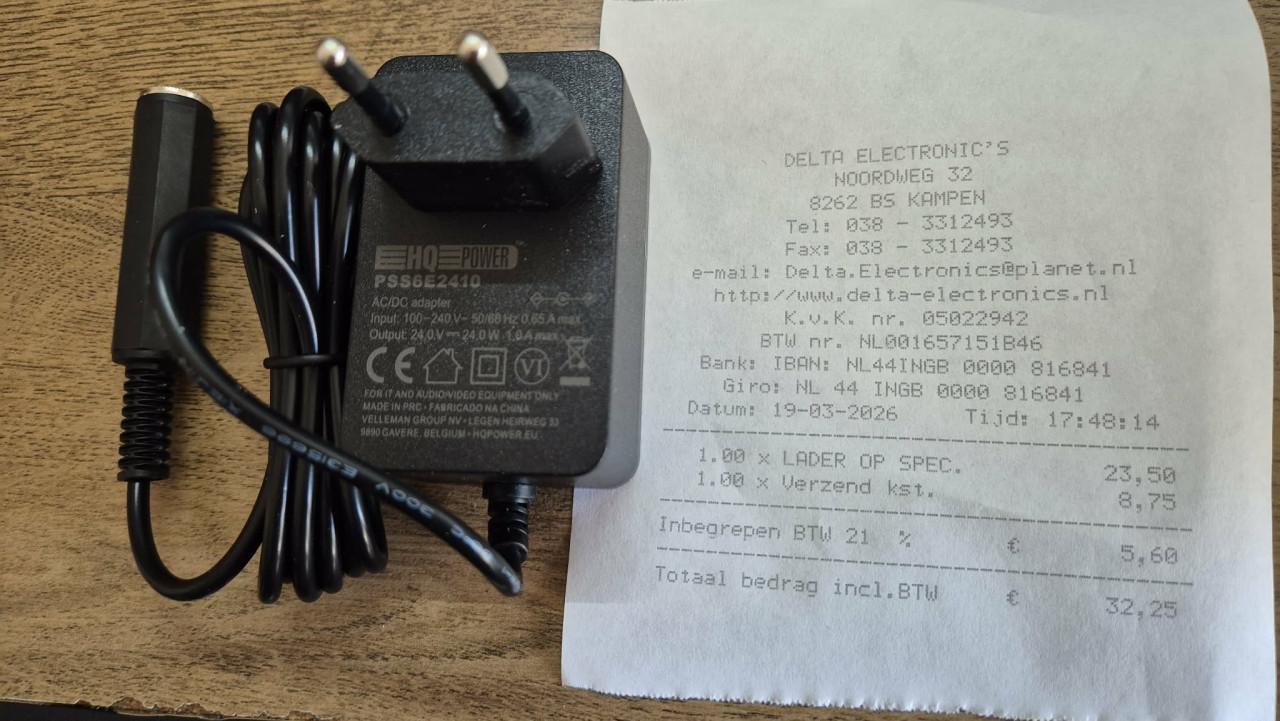 HQ POWER
PSS6E2410
AC/DC adapter
Input: 100~240.V~ 50/60 Hz 0.65 A max.
Output: 24.0.V⎓24.0.W 1.0 A max.
CE VI
FOR IT AND AUDIO/VIDEO EQUIPMENT ONLY
MADE IN PRC • FABRICADO NA CHINA
VELLEMAN GROUP NV • LEGEN HEIRWEG 33
9890 GAVERE, BELGIUM • HQPOWER.EU
300V
DELTA ELECTRONIC'S
NOORDWEG 32
8262 BS KAMPEN
Tel: 038 - 3312493
Fax: 038 - 3312493
e-mail: Delta.Electronics@planet.nl
http://www.delta-electronics.nl
K.v.K. nr. 05022942
BTW nr. NL001657151B46
Bank: IBAN: NL44INGB 0000 816841
Giro: NL 44 INGB 0000 816841
Datum: 19-03-2026 Tijd: 17:48:14
1.00 x LADER OP SPEC. 23,50
1.00 x Verzend kst. 8,75
Inbegrepen BTW 21 % € 5,60
Totaal bedrag incl.BTW € 32,25